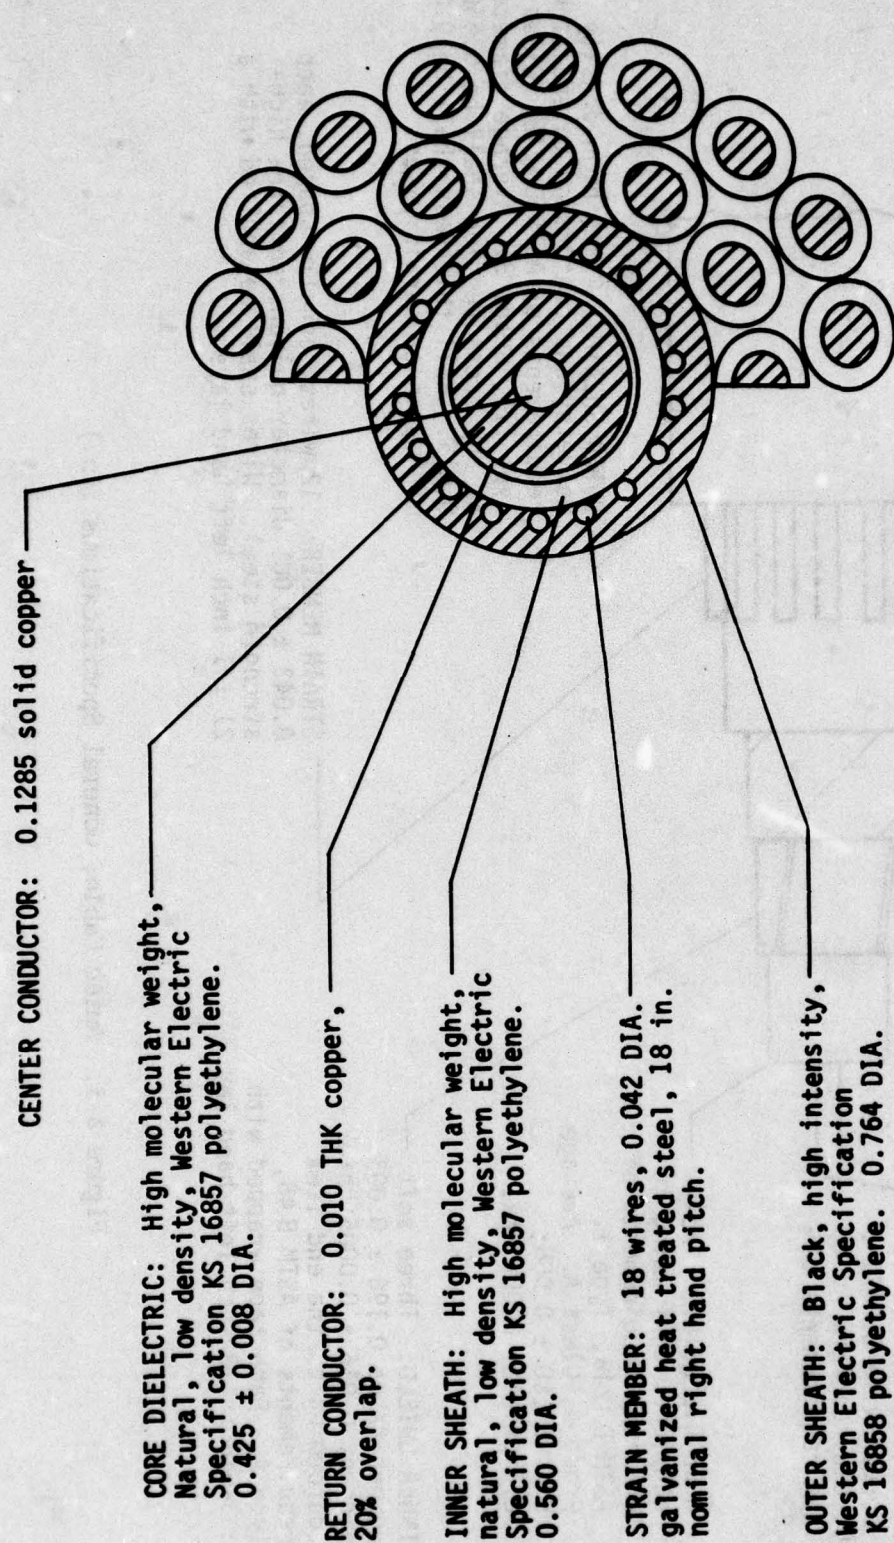 CENTER CONDUCTOR: 0.1285 solid copper
CORE DIELECTRIC: High molecular weight,
Natural, low density, Western Electric
Specification KS 16857 polyethylene.
0.425 ± 0.008 DIA.
RETURN CONDUCTOR: 0.010 THK copper,
20% overlap.
INNER SHEATH: High molecular weight,
natural, low density, Western Electric
Specification KS 16857 polyethylene.
0.560 DIA.
STRAIN MEMBER: 18 wires, 0.042 DIA.
galvanized heat treated steel, 18 in.
nominal right hand pitch.
OUTER SHEATH: Black, high intensity,
Western Electric Specification
KS 16858 polyethylene. 0.764 DIA.